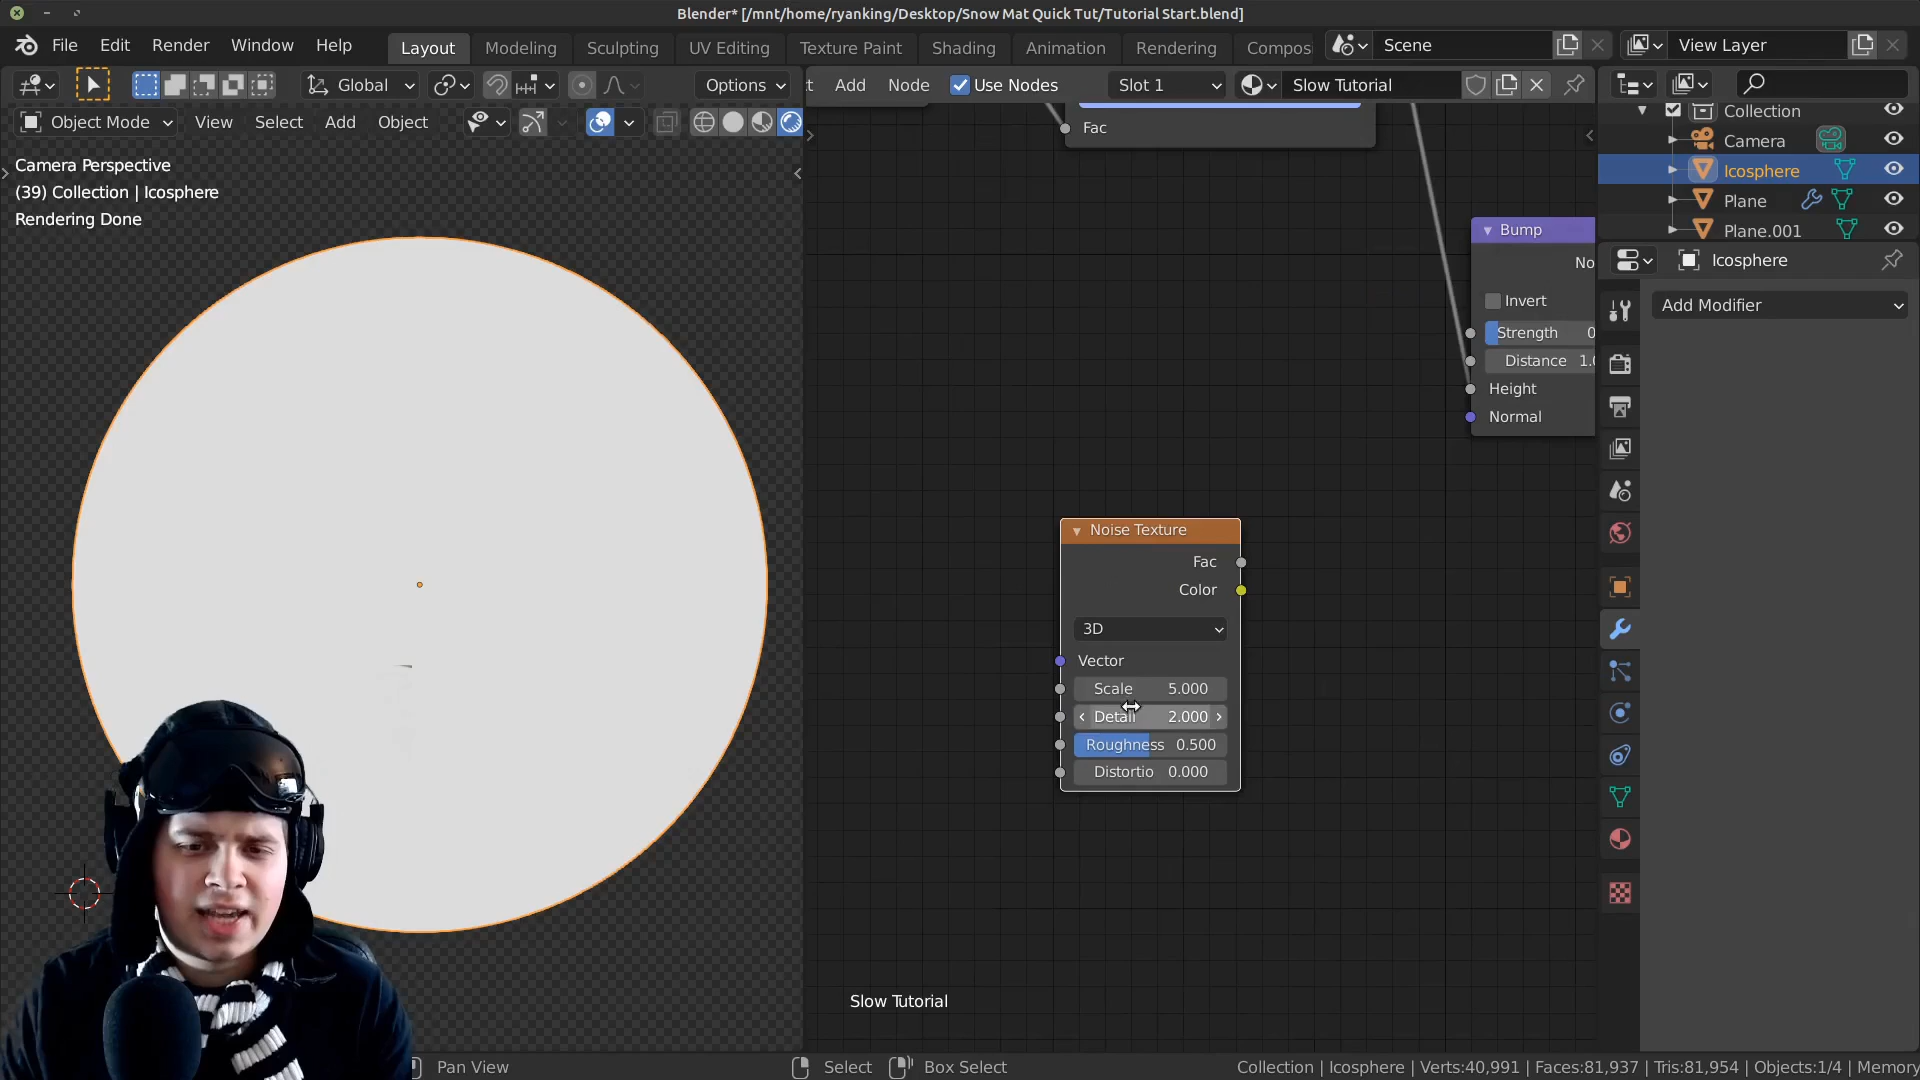 Blender* [/mnt/home/ryanking/Desktop/Snow Mat Quick Tut/Tutorial Start.blend]
File Edit Render Window Help Layout Modeling Sculpting UV Editing Texture Paint Shading Animation Rendering Compos Scene View Layer
Global Options Add Node Use Nodes Slot 1 Slow Tutorial
Object Mode View Select Add Object
Camera Perspective
(39) Collection | Icosphere
Rendering Done
Fac
Bump
No
Invert
Strength 0
Distance 1.0
Height
Normal
Noise Texture
Fac
Color
3D
Vector
Scale 5.000
Detail 2.000
Roughness 0.500
Distortio 0.000
Slow Tutorial
Collection
Camera
Icosphere
Plane
Plane.001
Icosphere
Add Modifier
Pan View Select Box Select Collection | Icosphere | Verts:40,991 | Faces:81,937 | Tris:81,954 | Objects:1/4 | Memory